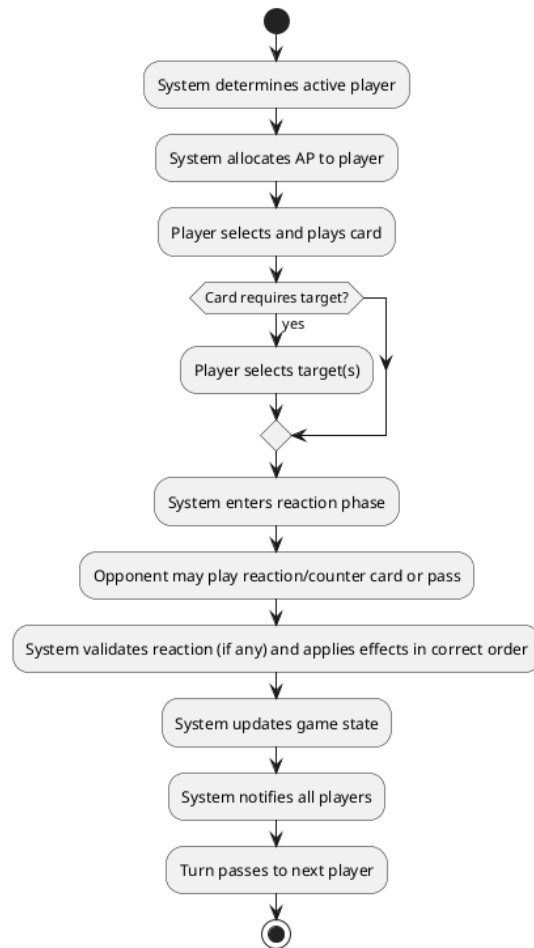 System determines active player
System allocates AP to player
Player selects and plays card
Card requires target?
yes
Player selects target(s)
System enters reaction phase
Opponent may play reaction/counter card or pass
System validates reaction (if any) and applies effects in correct order
System updates game state
System notifies all players
Turn passes to next player